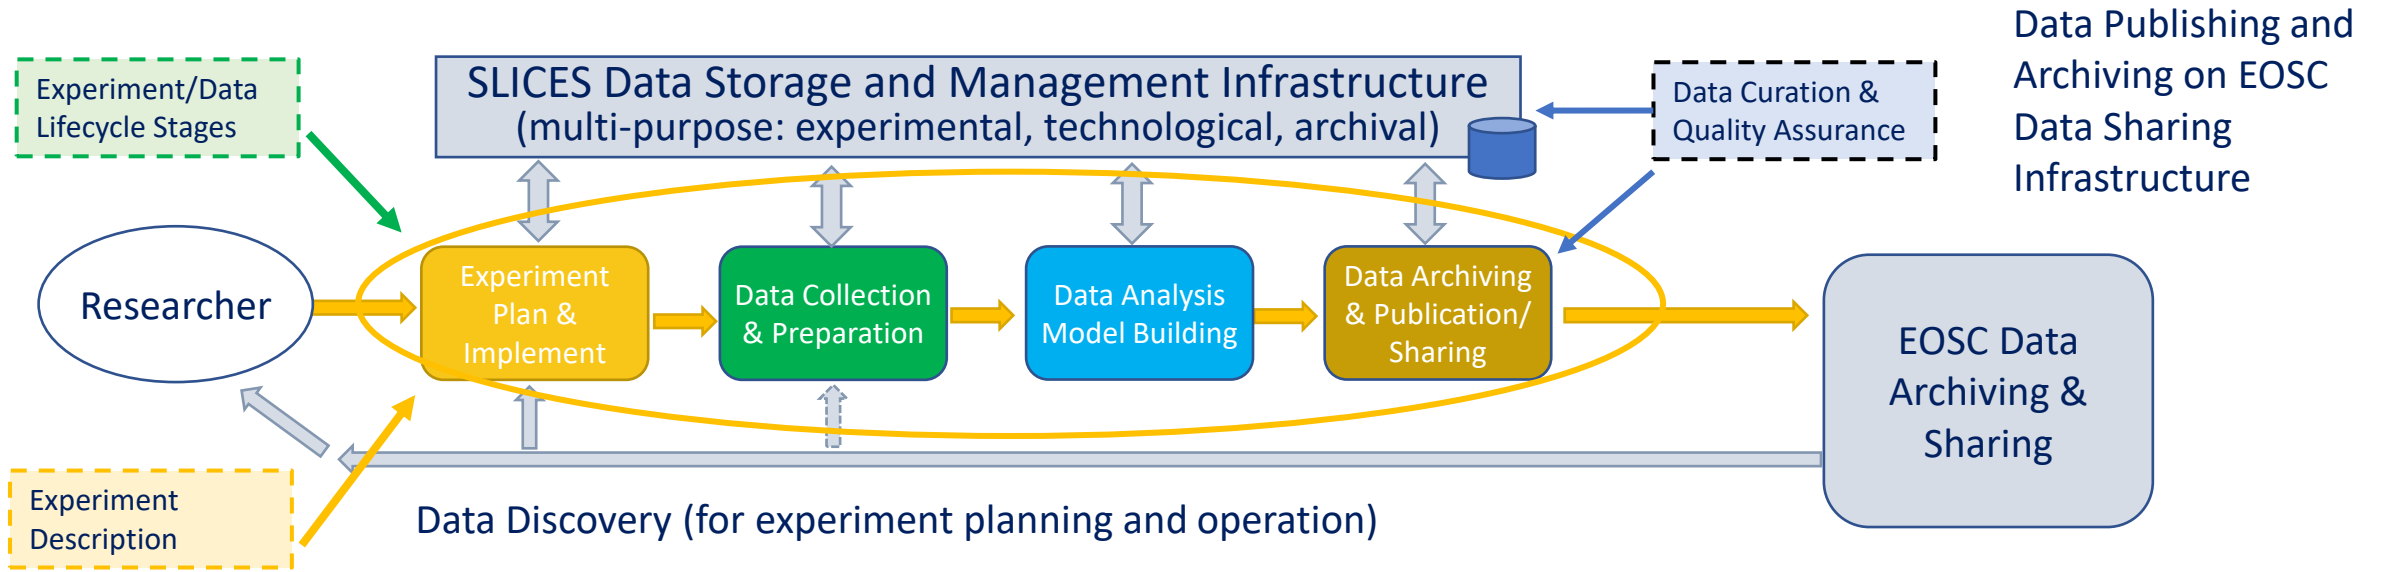 Data Publishing and
Archiving on EOSC
Data Sharing
Infrastructure
Experiment/Data
Lifecycle Stages
SLICES Data Storage and Management Infrastructure
(multi-purpose: experimental, technological, archival)
Data Curation &
Quality Assurance
Researcher
Experiment
Plan &
Implement
Data Collection
& Preparation
Data Analysis
Model Building
Data Archiving
& Publication/
Sharing
EOSC Data
Archiving &
Sharing
Experiment
Description
Data Discovery (for experiment planning and operation)